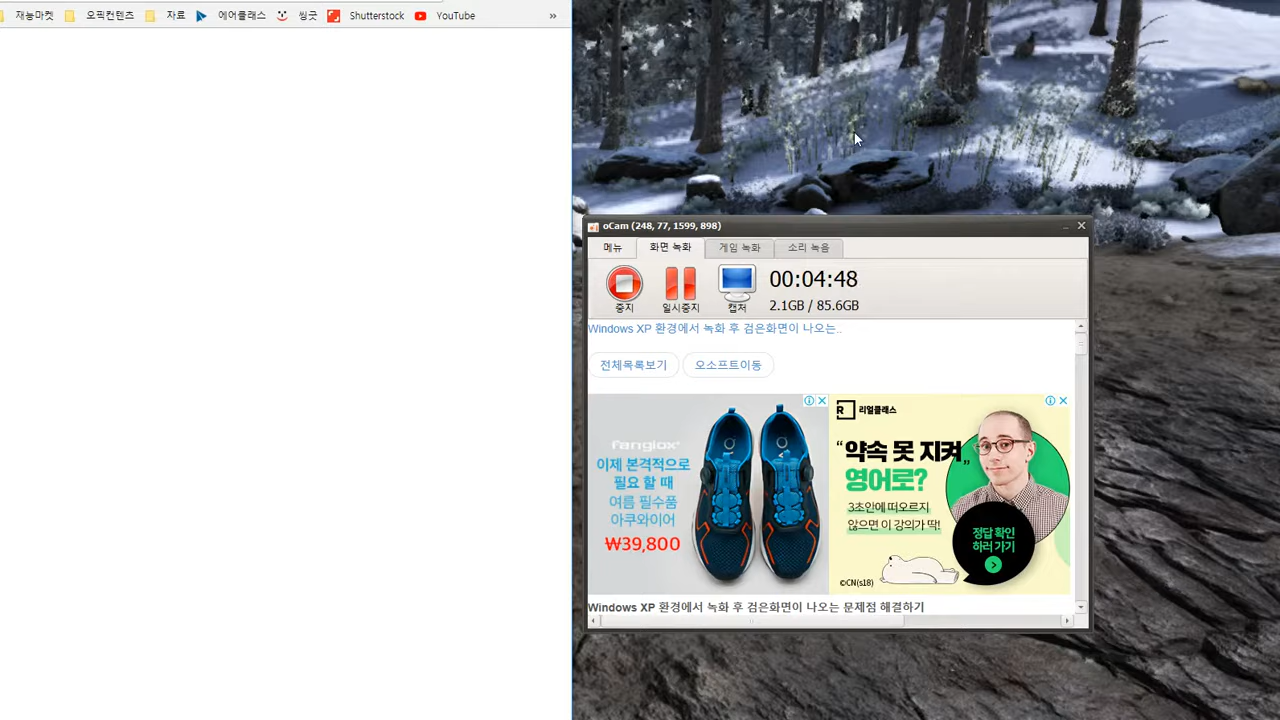 재능마켓 오픽컨텐츠 자료 에어클래스 씽굿 Shutterstock YouTube »
oCam (248, 77, 1599, 898)
메뉴 화면 녹화 게임 녹화 소리 녹음
중지 일시중지 캡처
00:04:48
2.1GB / 85.6GB
Windows XP 환경에서 녹화 후 검은화면이 나오는..
전체목록보기 오소프트이동
fangiox
이제 본격적으로
필요 할 때
여름 필수품
아쿠와이어
₩39,800
R 리얼클래스
“약속 못 지켜„
영어로?
3초안에 떠오르지
않으면 이 강의가 딱!
정답 확인
하러 가기
©CN(s18)
Windows XP 환경에서 녹화 후 검은화면이 나오는 문제점 해결하기